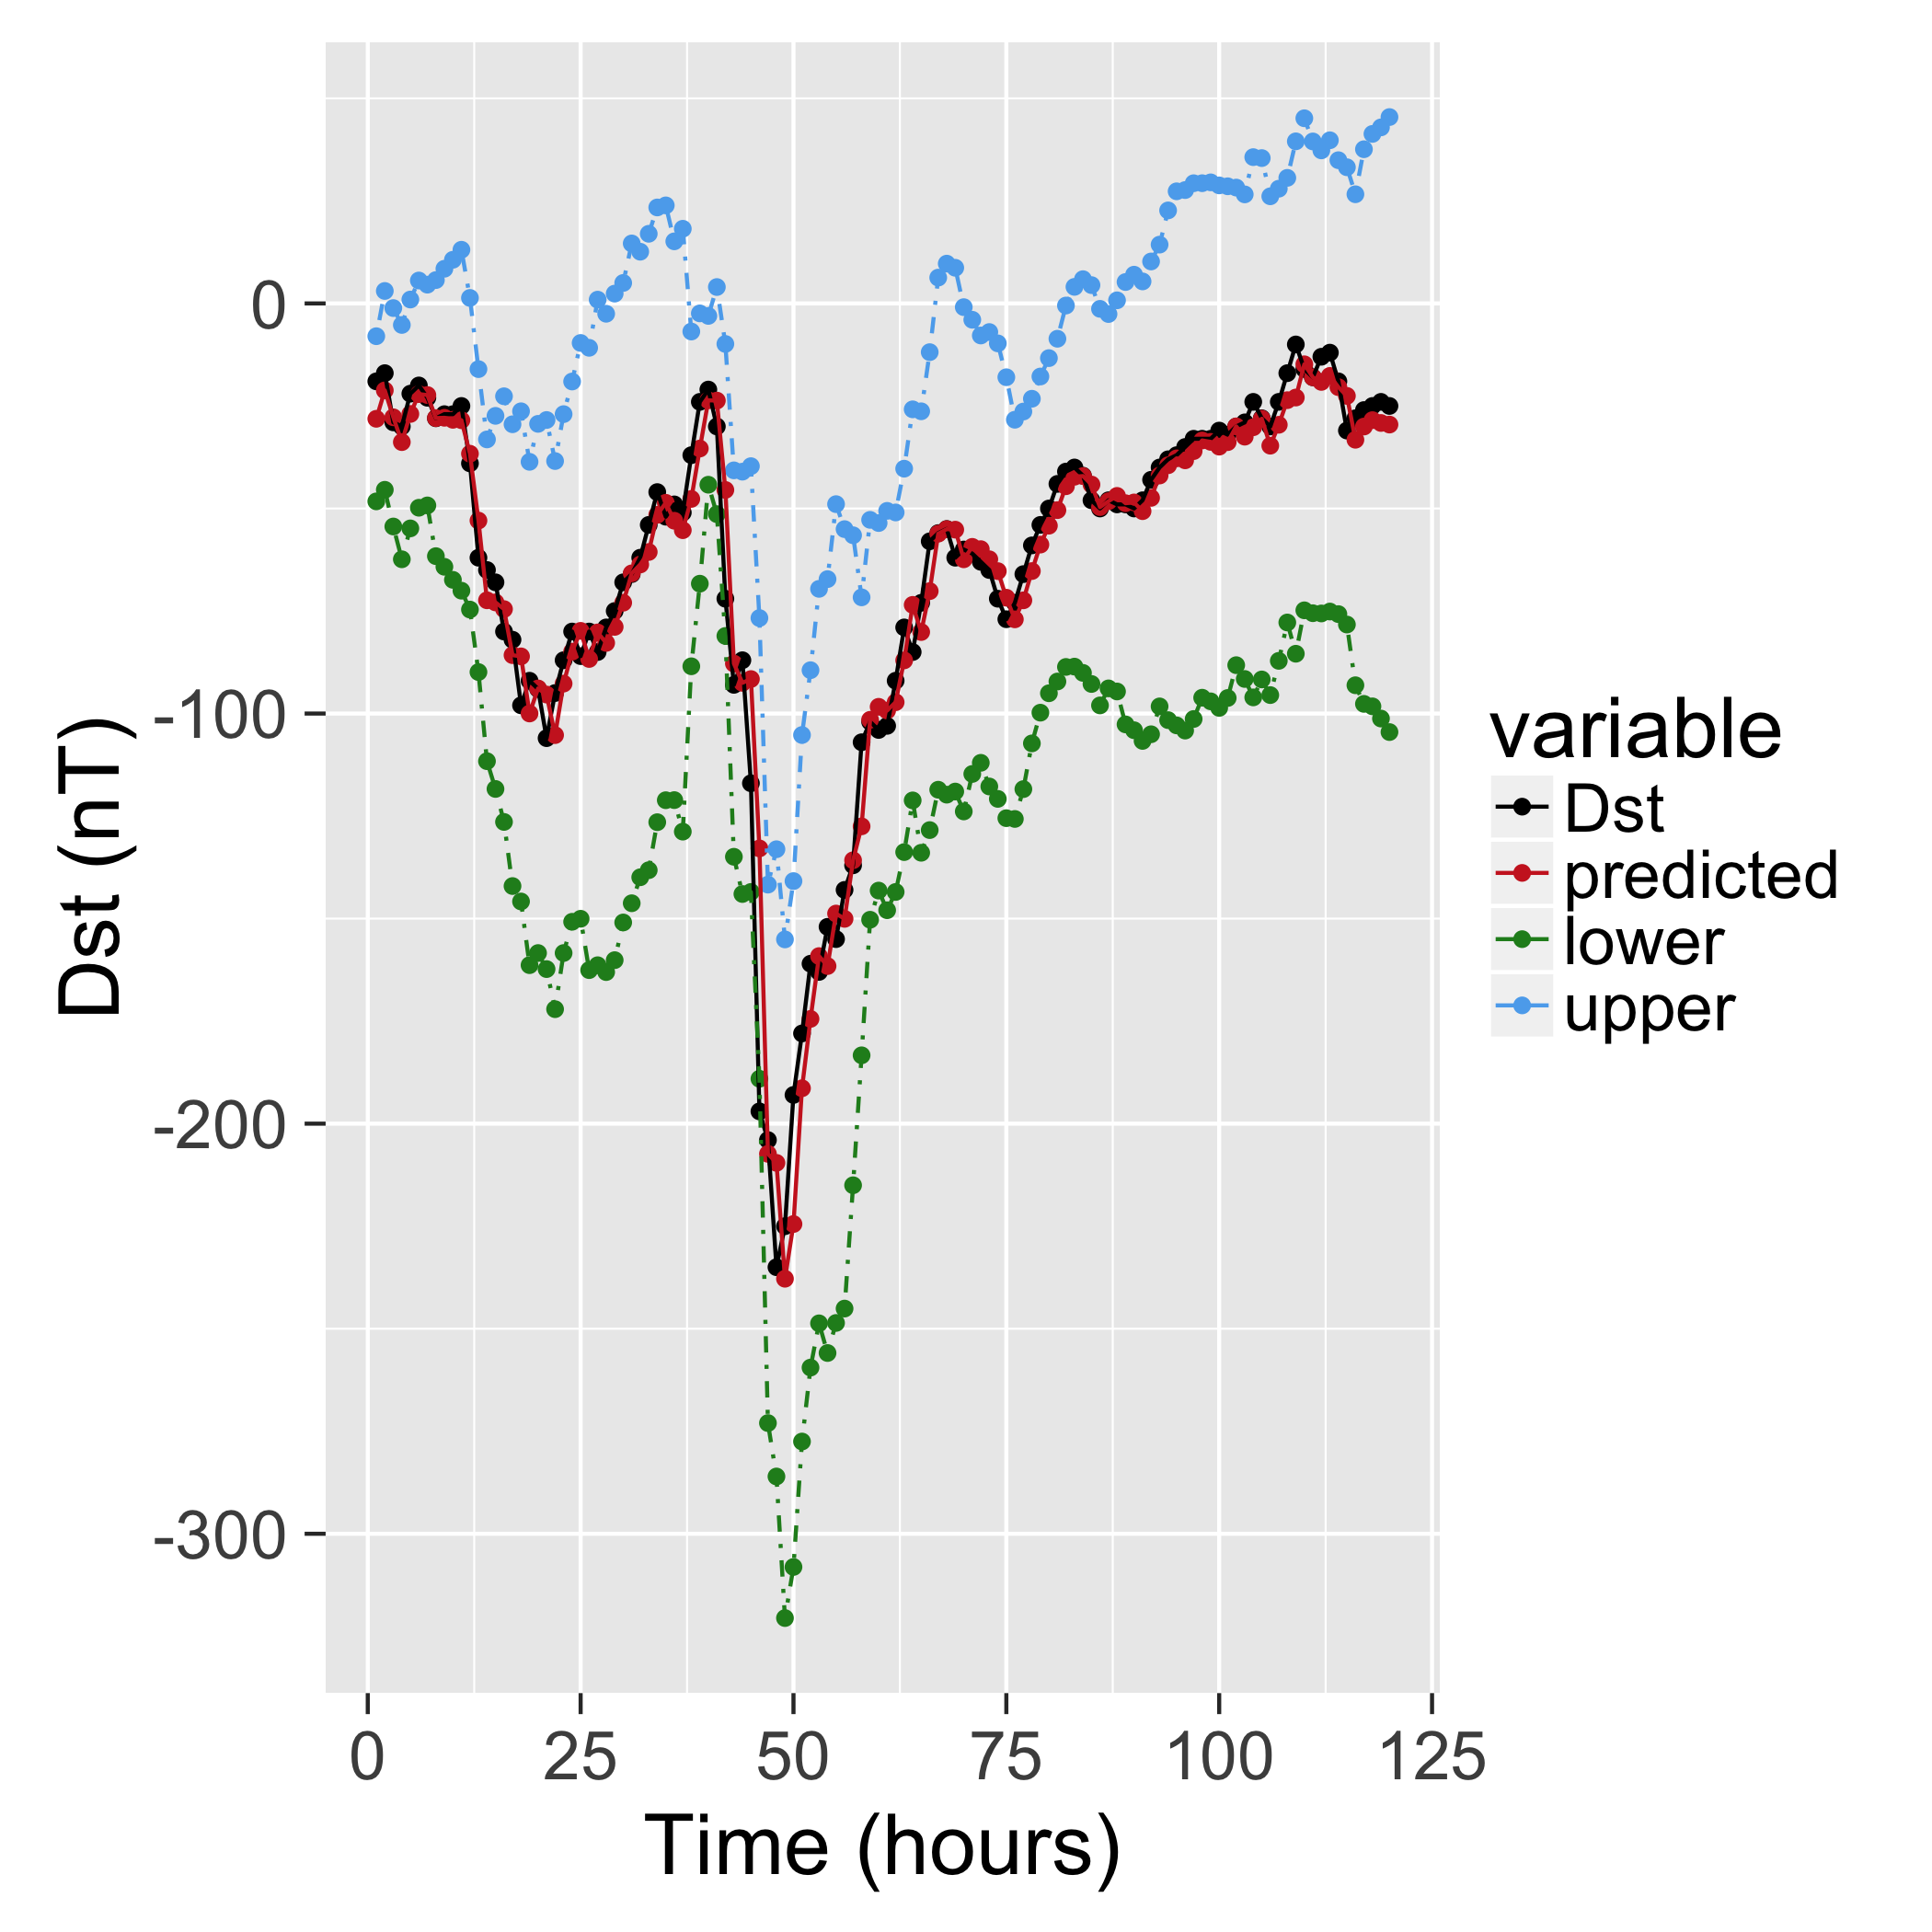 0
-100
-200
-300
Dst (nT)
0 25 50 75 100 125
Time (hours)
variable
Dst
predicted
lower
upper